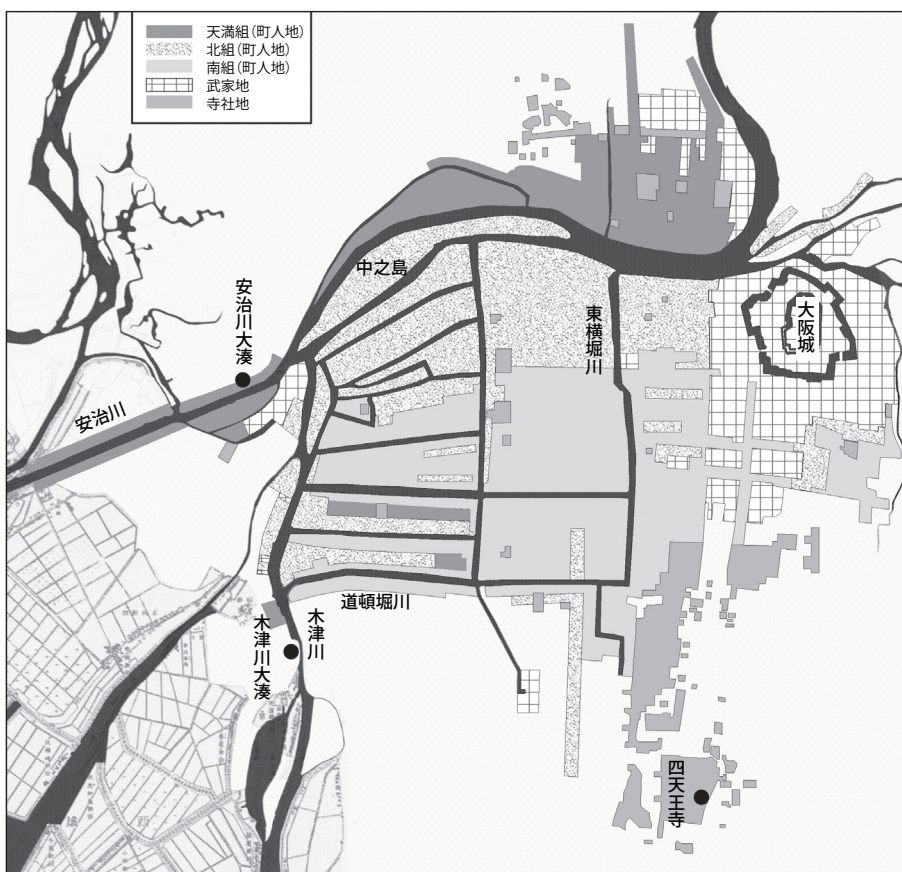 天満組(町人地)
北組(町人地)
南組(町人地)
武家地
寺社地
中之島
安治川大湊
東横堀川
大阪城
安治川
道頓堀川
木津川
木津川大湊
四天王寺